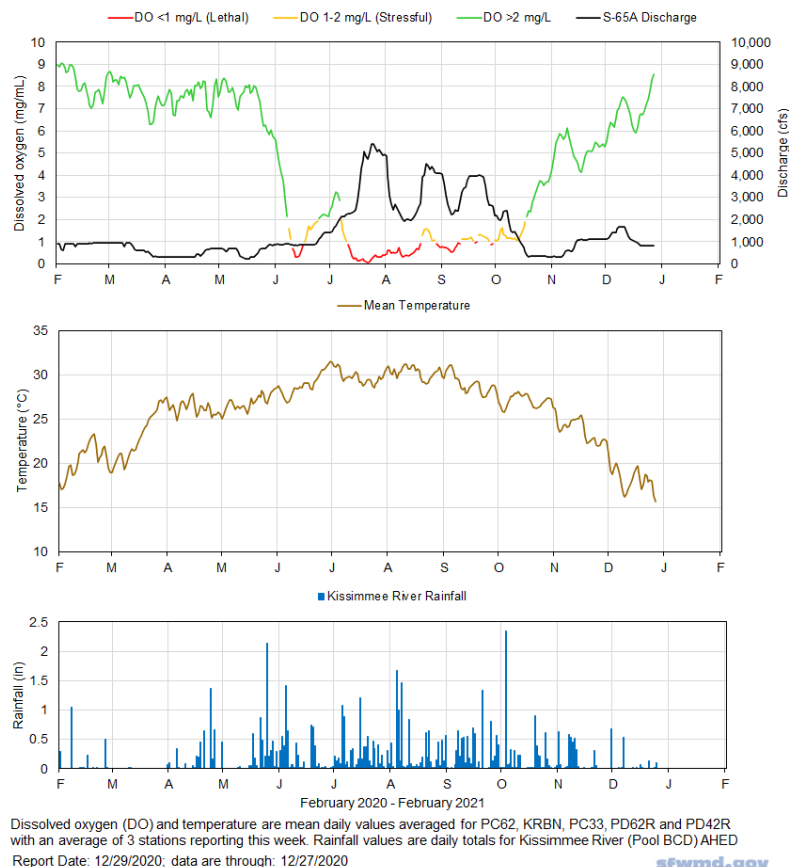 DO <1 mg/L (Lethal) DO 1-2 mg/L (Stressful) DO >2 mg/L S-65A Discharge
10 10,000
9 9,000
8 8,000
7 7,000
6 6,000
5 5,000
4 4,000
3 3,000
2 2,000
1 1,000
0 0
Dissolved oxygen (mg/mL)
Discharge (cfs)
F M A M J J A S O N D J F
Mean Temperature
35
30
25
20
15
10
Temperature (°C)
F M A M J J A S O N D J F
Kissimmee River Rainfall
2.5
2
1.5
1
0.5
0
Rainfall (in)
F M A M J J A S O N D J F
February 2020 - February 2021
Dissolved oxygen (DO) and temperature are mean daily values averaged for PC62, KRBN, PC33, PD62R and PD42R
with an average of 3 stations reporting this week. Rainfall values are daily totals for Kissimmee River (Pool BCD) AHED
Report Date: 12/29/2020; data are through: 12/27/2020
sfwmd.gov